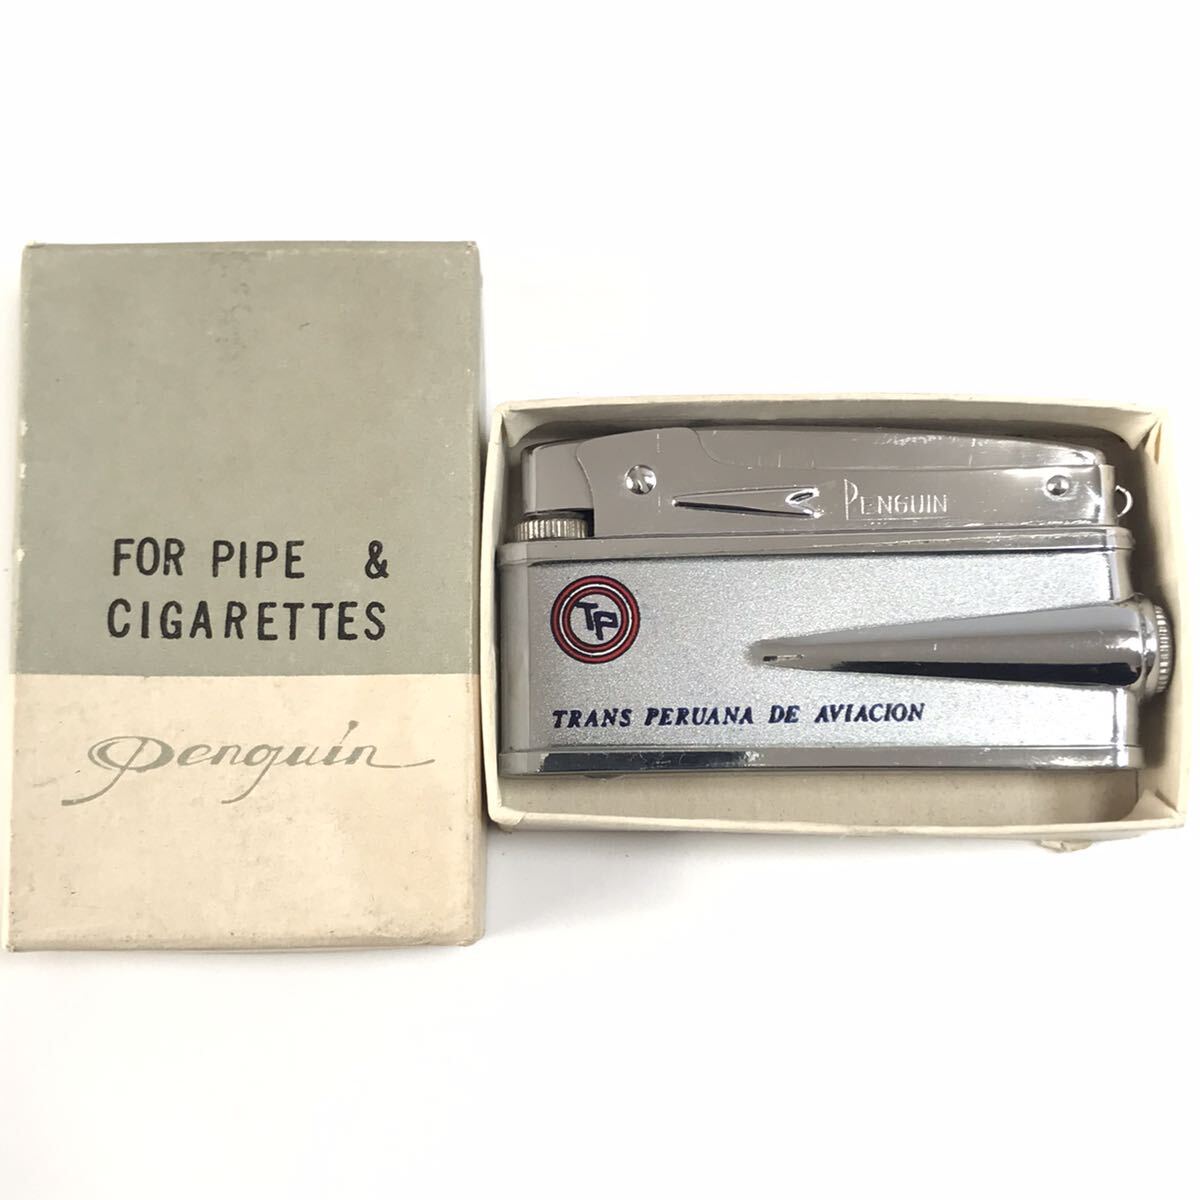 FOR PIPE &
CIGARETTES
Penguin
PENGUIN
TP
TRANS PERUANA DE AVIACION